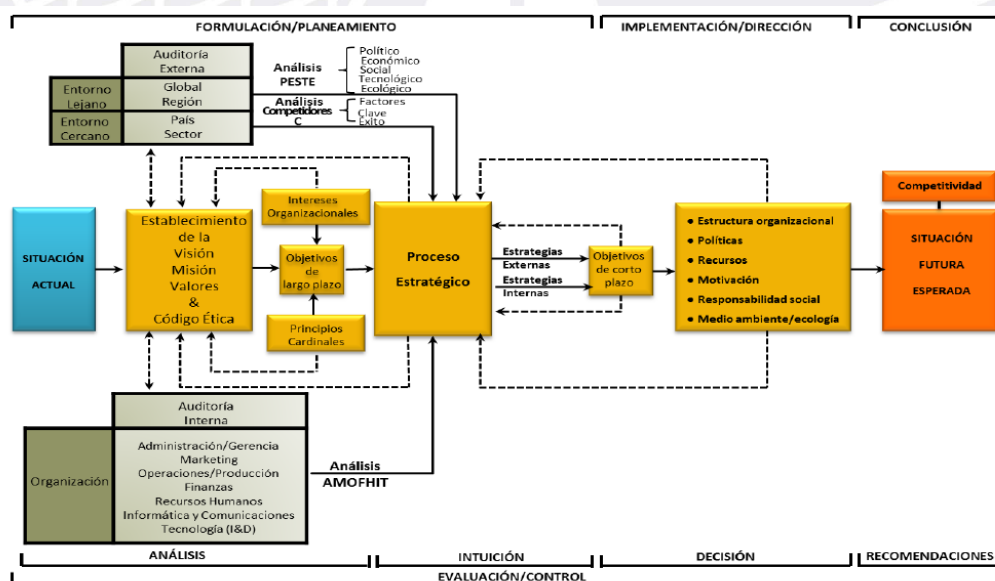 FORMULACIÓN/PLANEAMIENTO
IMPLEMENTACIÓN/DIRECCIÓN
CONCLUSIÓN
Auditoría
Externa
Entorno
Lejano
Global
Región
Entorno
Cercano
País
Sector
Análisis
PESTE
Político
Económico
Social
Tecnológico
Ecológico
Análisis
Competidores
C
Factores
Clave
Éxito
SITUACIÓN
ACTUAL
Establecimiento
de la
Visión
Misión
Valores
&
Código Ética
Intereses
Organizacionales
Objetivos
de
largo plazo
Principios
Cardinales
Proceso
Estratégico
Estrategias
Externas
Estrategias
Internas
Objetivos
de corto
plazo
• Estructura organizacional
• Políticas
• Recursos
• Motivación
• Responsabilidad social
• Medio ambiente/ecología
Competitividad
SITUACIÓN
FUTURA
ESPERADA
Auditoría
Interna
Organización
Administración/Gerencia
Marketing
Operaciones/Producción
Finanzas
Recursos Humanos
Informática y Comunicaciones
Tecnología (I&D)
Análisis
AMOFHIT
ANÁLISIS
INTUICIÓN
DECISIÓN
RECOMENDACIONES
EVALUACIÓN/CONTROL